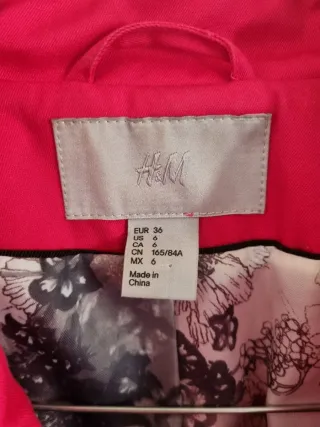 H&M
EUR 36
US 6
CA 6
CN 165/84A
MX 6
Made in
China